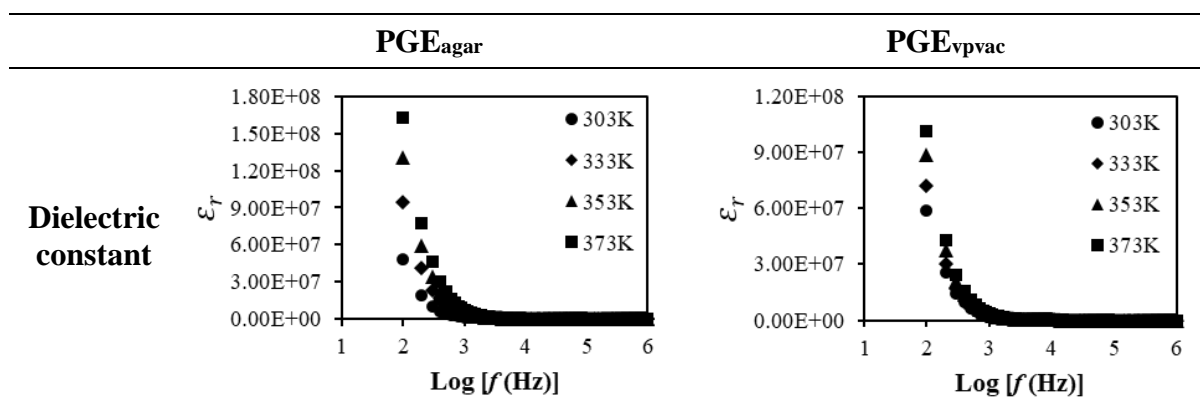 PGEagar PGEvpvac
Dielectric constant
εr
1.80E+08
1.50E+08
1.20E+08
9.00E+07
6.00E+07
3.00E+07
0.00E+00
303K
333K
353K
373K
1 2 3 4 5 6
Log [f (Hz)]
εr
1.20E+08
9.00E+07
6.00E+07
3.00E+07
0.00E+00
303K
333K
353K
373K
1 2 3 4 5 6
Log [f (Hz)]